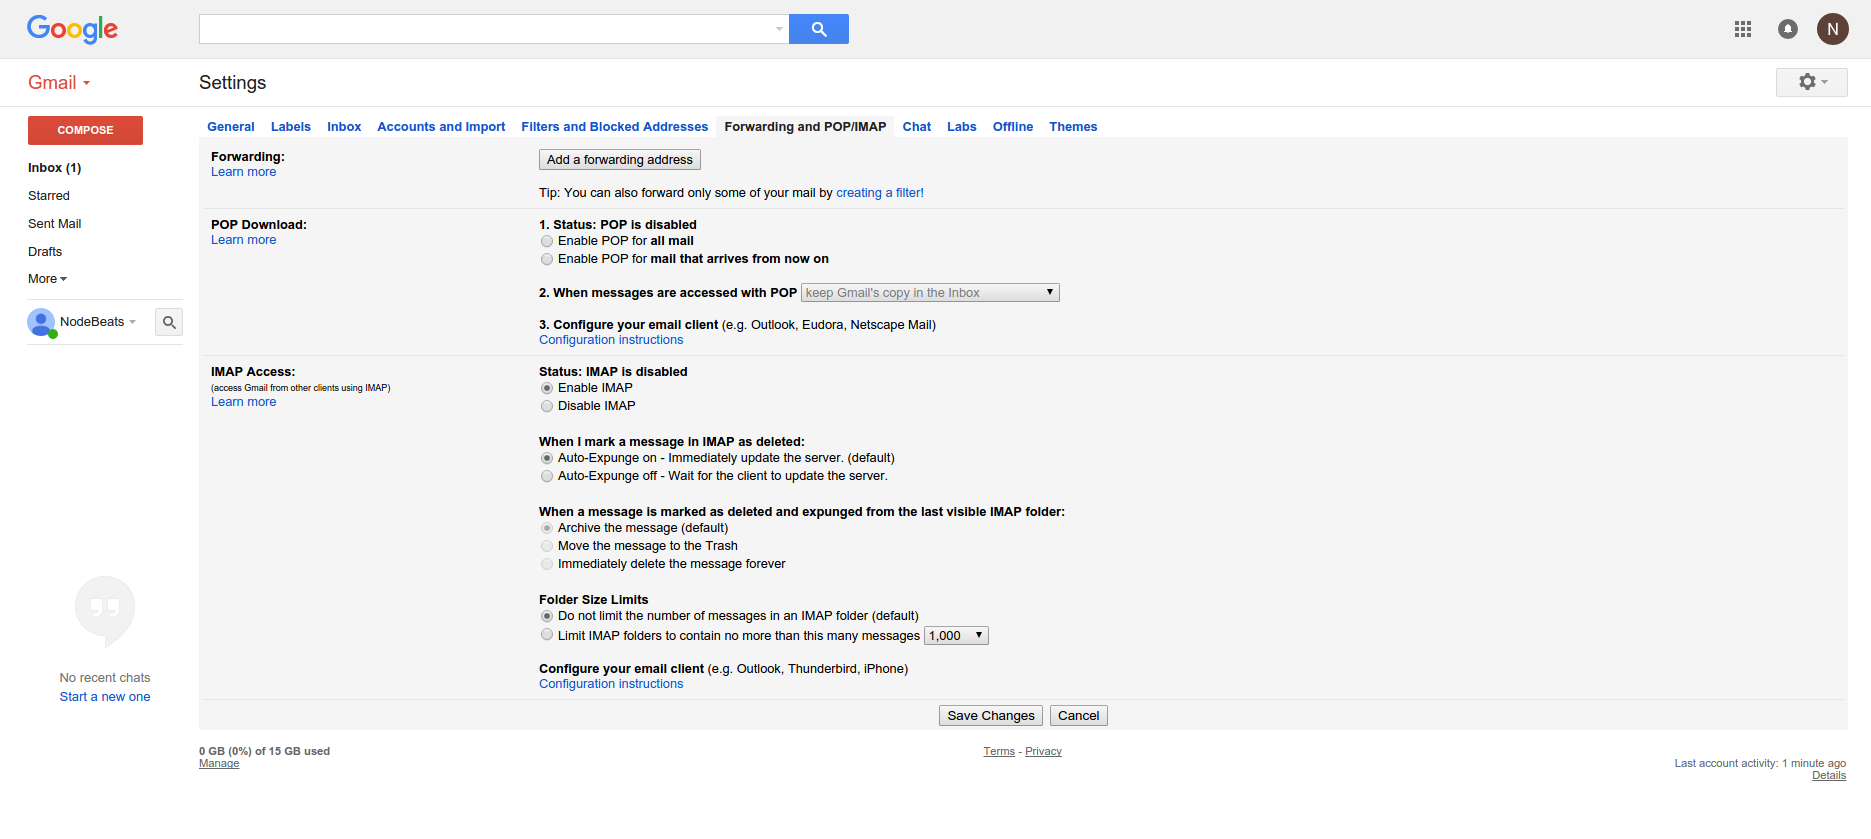 Google
N
Gmail
Settings
COMPOSE
General Labels Inbox Accounts and Import Filters and Blocked Addresses Forwarding and POP/IMAP Chat Labs Offline Themes
Inbox (1)
Starred
Sent Mail
Drafts
More
NodeBeats
No recent chats
Start a new one
Forwarding:
Learn more
Add a forwarding address
Tip: You can also forward only some of your mail by creating a filter!
POP Download:
Learn more
1. Status: POP is disabled
Enable POP for all mail
Enable POP for mail that arrives from now on
2. When messages are accessed with POP keep Gmail's copy in the Inbox
3. Configure your email client (e.g. Outlook, Eudora, Netscape Mail)
Configuration instructions
IMAP Access:
(access Gmail from other clients using IMAP)
Learn more
Status: IMAP is disabled
Enable IMAP
Disable IMAP
When I mark a message in IMAP as deleted:
Auto-Expunge on - Immediately update the server. (default)
Auto-Expunge off - Wait for the client to update the server.
When a message is marked as deleted and expunged from the last visible IMAP folder:
Archive the message (default)
Move the message to the Trash
Immediately delete the message forever
Folder Size Limits
Do not limit the number of messages in an IMAP folder (default)
Limit IMAP folders to contain no more than this many messages 1,000
Configure your email client (e.g. Outlook, Thunderbird, iPhone)
Configuration instructions
Save Changes Cancel
0 GB (0%) of 15 GB used
Manage
Terms - Privacy
Last account activity: 1 minute ago
Details